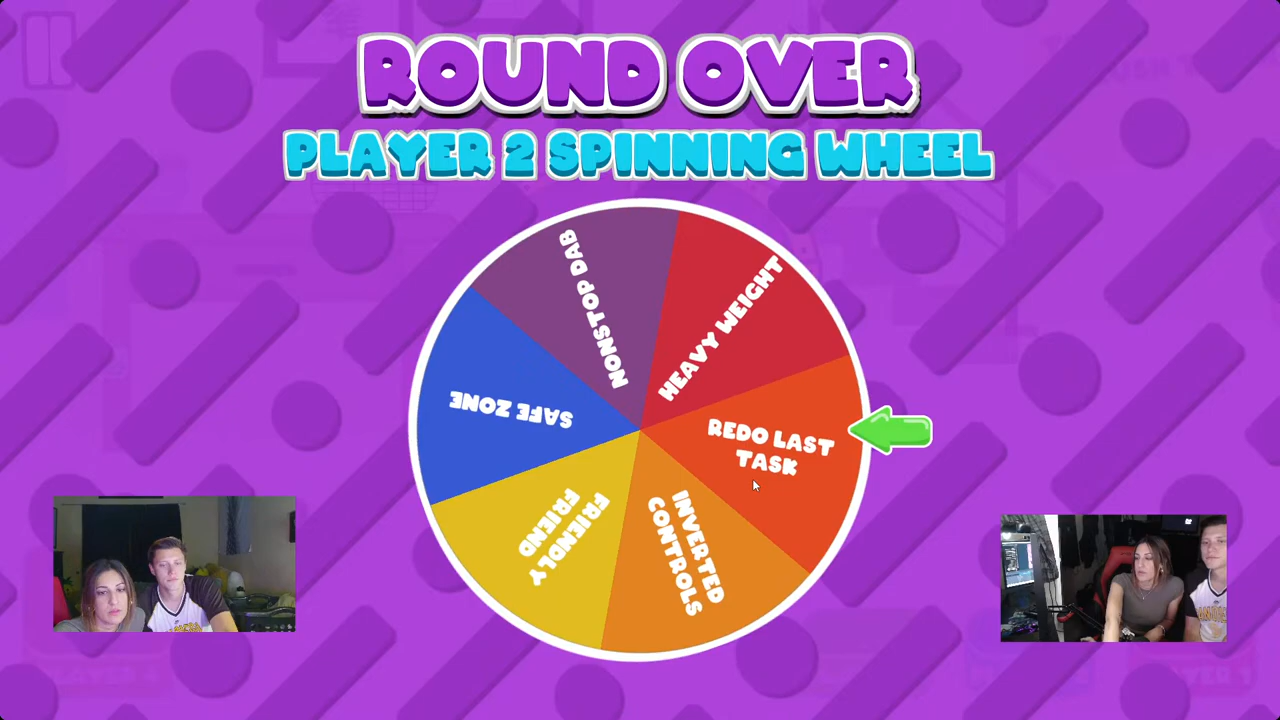 ROUND OVER
PLAYER 2 SPINNING WHEEL
NONSTOP DAB
HEAVY WEIGHT
SAFE ZONE
REDO LAST
TASK
FRIENDLY
FRIEND
INVERTED
CONTROLS